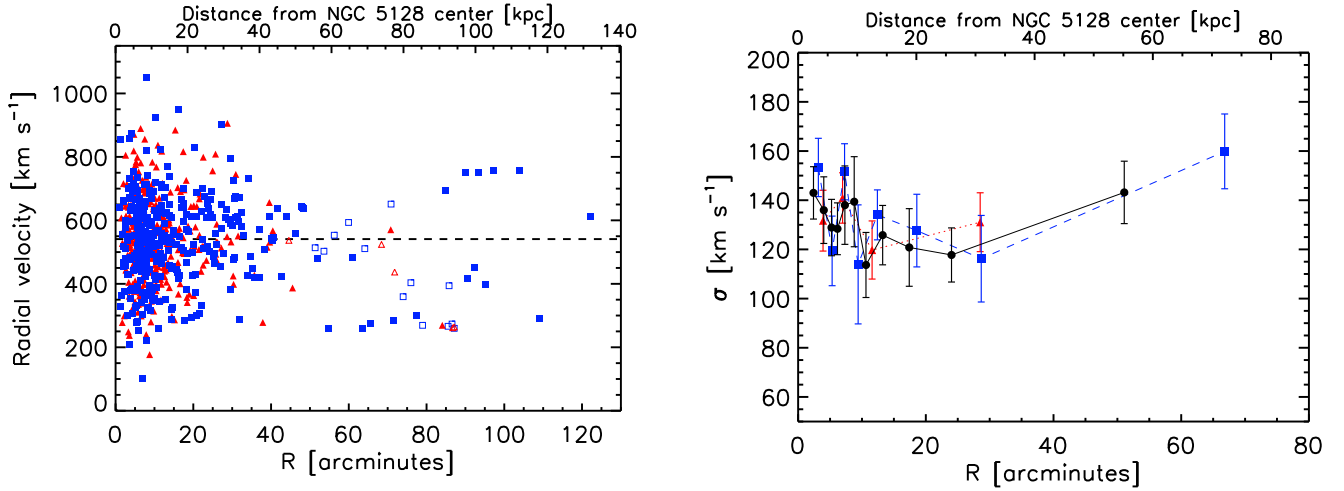 Distance from NGC 5128 center [kpc]
0 20 40 60 80 100 120 140
Radial velocity [km s⁻¹]
1000
800
600
400
200
0
0 20 40 60 80 100 120
R [arcminutes]
Distance from NGC 5128 center [kpc]
0 20 40 60 80
σ [km s⁻¹]
200
180
160
140
120
100
80
60
0 20 40 60 80
R [arcminutes]